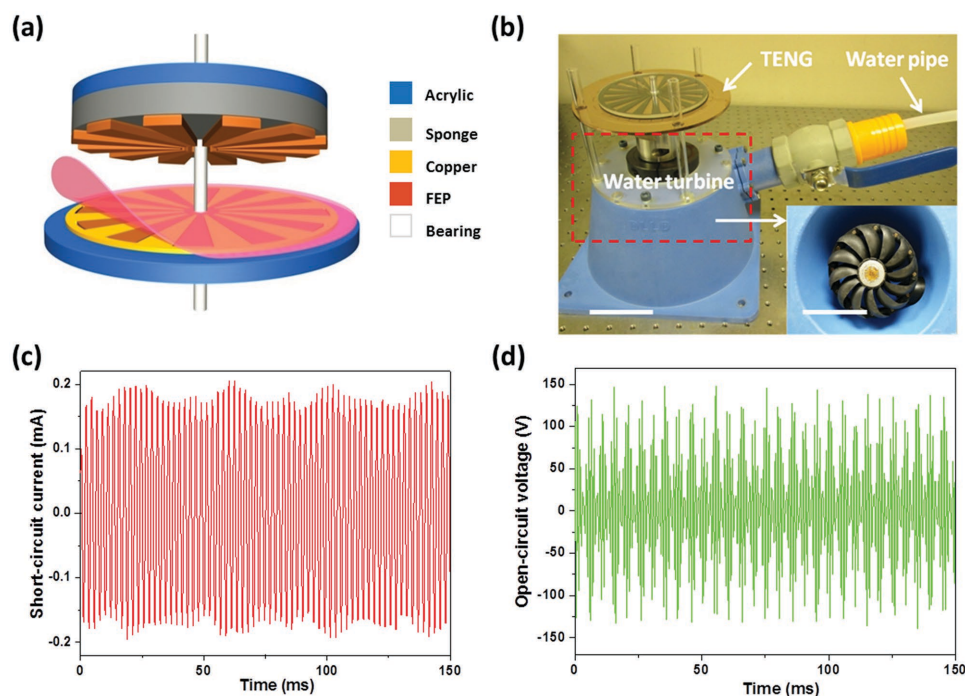 (a)
Acrylic
Sponge
Copper
FEP
Bearing
(b)
TENG
Water pipe
Water turbine
(c)
Short-circuit current (mA)
0.2
0.1
0.0
-0.1
-0.2
0
50
100
150
Time (ms)
(d)
Open-circuit voltage (V)
150
100
50
0
-50
-100
-150
0
50
100
150
Time (ms)